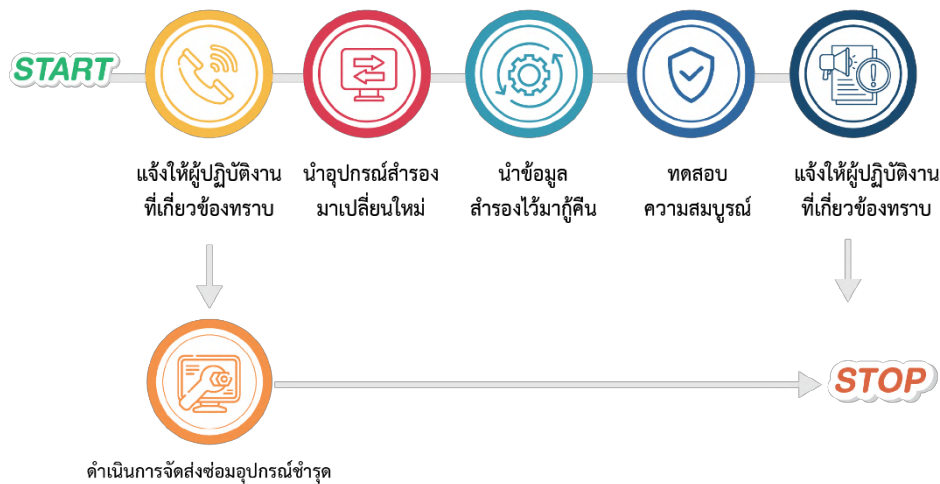 START
แจ้งให้ผู้ปฏิบัติงาน
ที่เกี่ยวข้องทราบ
นำอุปกรณ์สำรอง
มาเปลี่ยนใหม่
นำข้อมูล
สำรองไว้มากู้คืน
ทดสอบ
ความสมบูรณ์
แจ้งให้ผู้ปฏิบัติงาน
ที่เกี่ยวข้องทราบ
STOP
ดำเนินการจัดส่งซ่อมอุปกรณ์ชำรุด